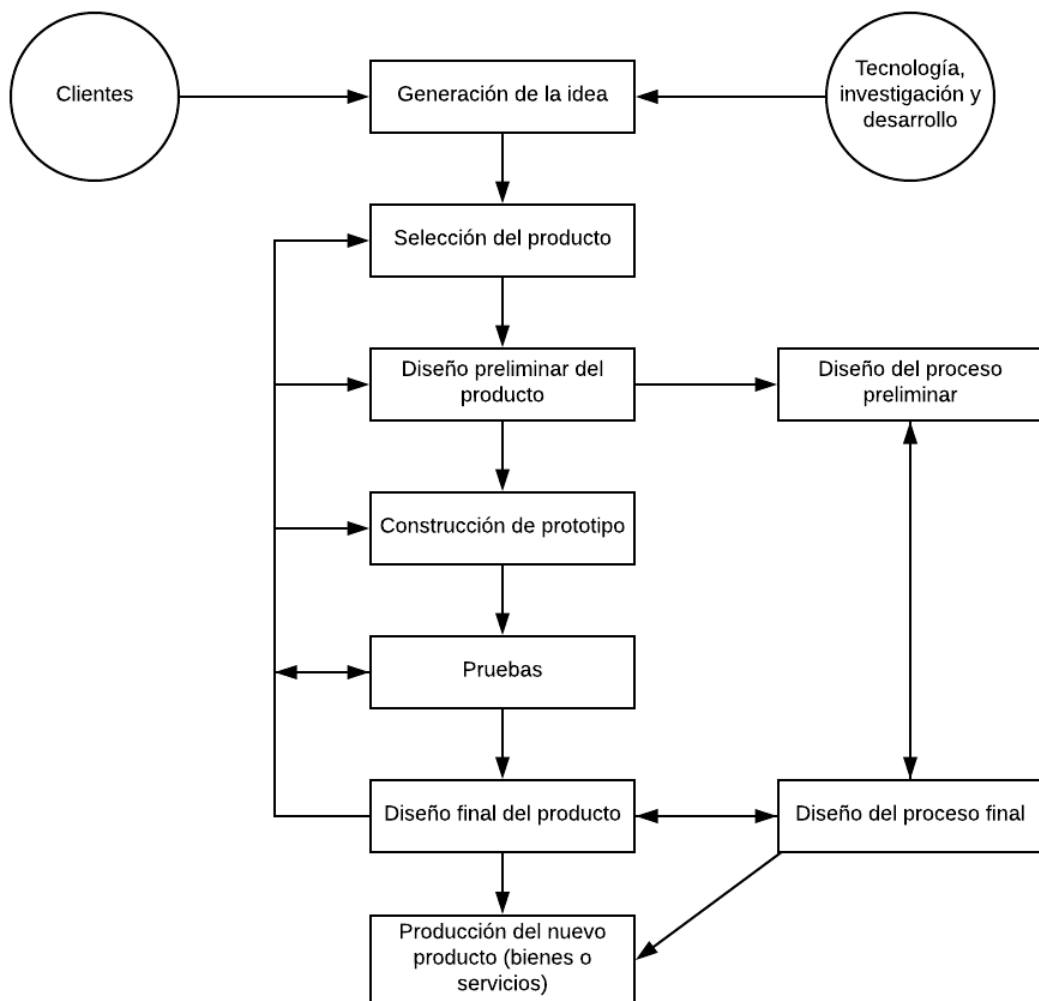 Clientes
Generación de la idea
Tecnología,
investigación y
desarrollo
Selección del producto
Diseño preliminar del
producto
Diseño del proceso
preliminar
Construcción de prototipo
Pruebas
Diseño final del producto
Diseño del proceso final
Producción del nuevo
producto (bienes o
servicios)